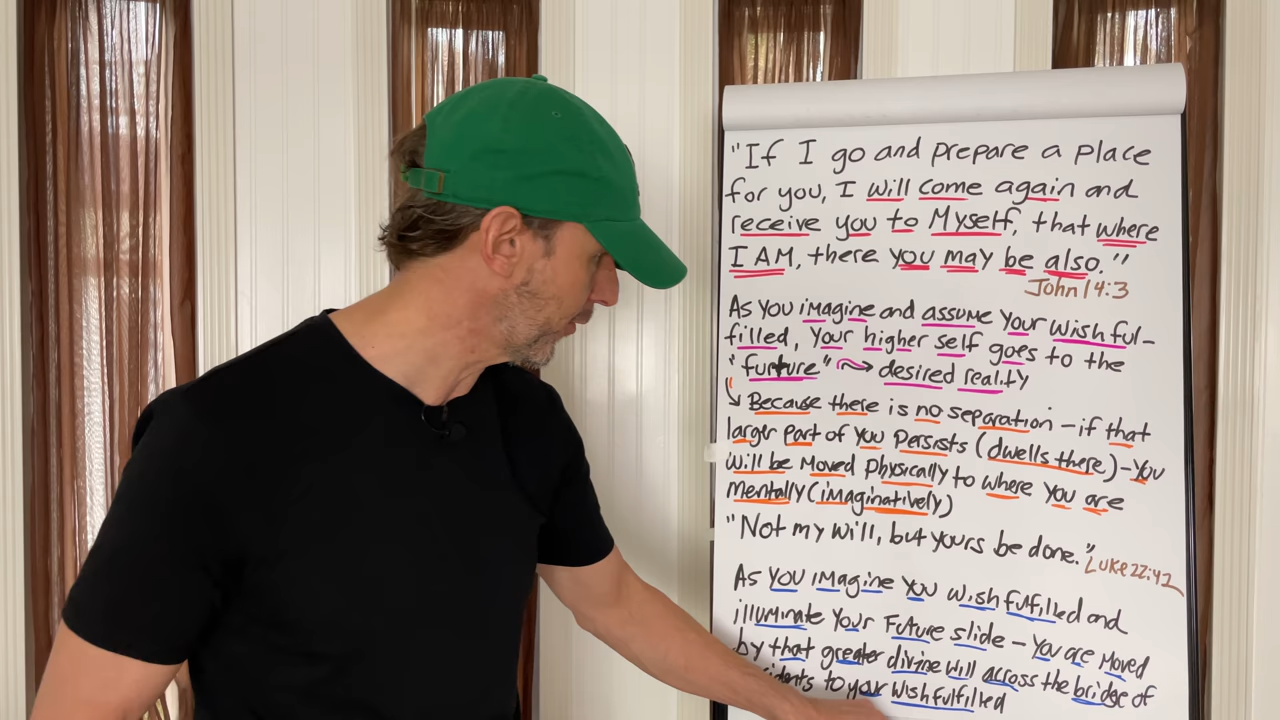 "If I go and prepare a place
for you, I will come again and
receive you to Myself, that where
I AM, there you may be also."
John 14:3
As you imagine and assume your wish ful-
filled, your higher self goes to the
"furture" → desired reality
↳ Because there is no separation - if that
larger part of you persists (dwells there) - you
will be moved physically to where you are
mentally (imaginatively)
"Not my will, but yours be done."
Luke 22:42
As you imagine you wish fulfilled and
illuminate your future slide - you are moved
by that greater divine will across the bridge of
to your wish fulfilled